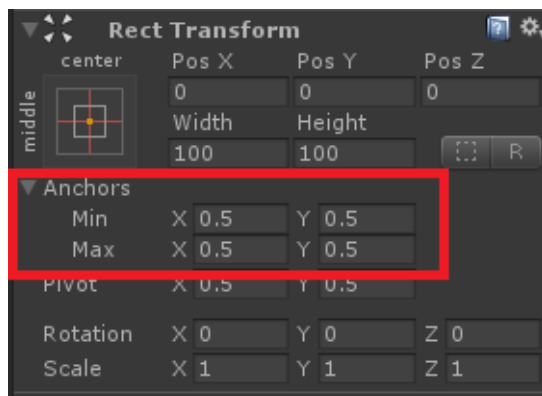 Rect Transform
center Pos X Pos Y Pos Z
middle 0 0 0
Width Height
100 100 R
Anchors
Min X 0.5 Y 0.5
Max X 0.5 Y 0.5
Pivot X 0.5 Y 0.5
Rotation X 0 Y 0 Z 0
Scale X 1 Y 1 Z 1